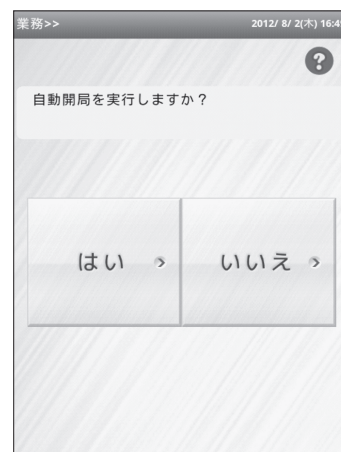 業務>>
2012/ 8/ 2(木) 16:4
?
自動開局を実行しますか？
はい >
いいえ >